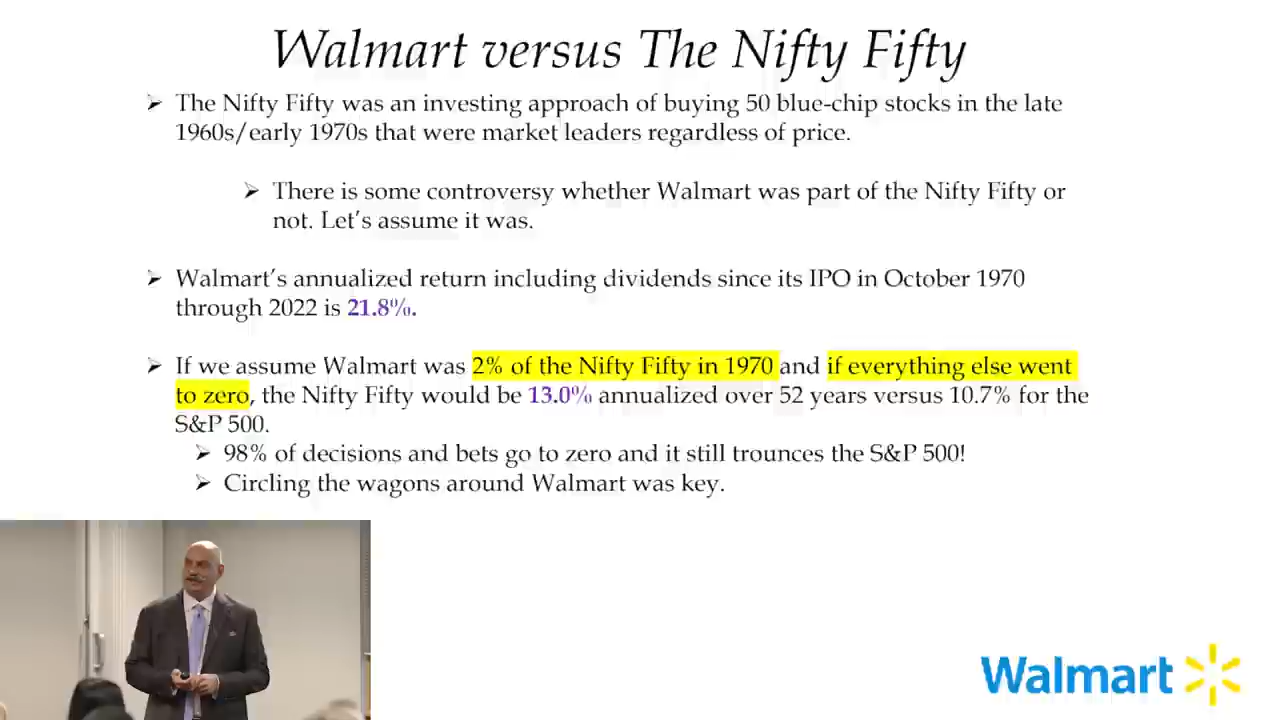 Walmart versus The Nifty Fifty
➢ The Nifty Fifty was an investing approach of buying 50 blue-chip stocks in the late
1960s/early 1970s that were market leaders regardless of price.
➢ There is some controversy whether Walmart was part of the Nifty Fifty or
not. Let's assume it was.
➢ Walmart's annualized return including dividends since its IPO in October 1970
through 2022 is 21.8%.
➢ If we assume Walmart was 2% of the Nifty Fifty in 1970 and if everything else went
to zero, the Nifty Fifty would be 13.0% annualized over 52 years versus 10.7% for the
S&P 500.
➢ 98% of decisions and bets go to zero and it still trounces the S&P 500!
➢ Circling the wagons around Walmart was key.
Walmart